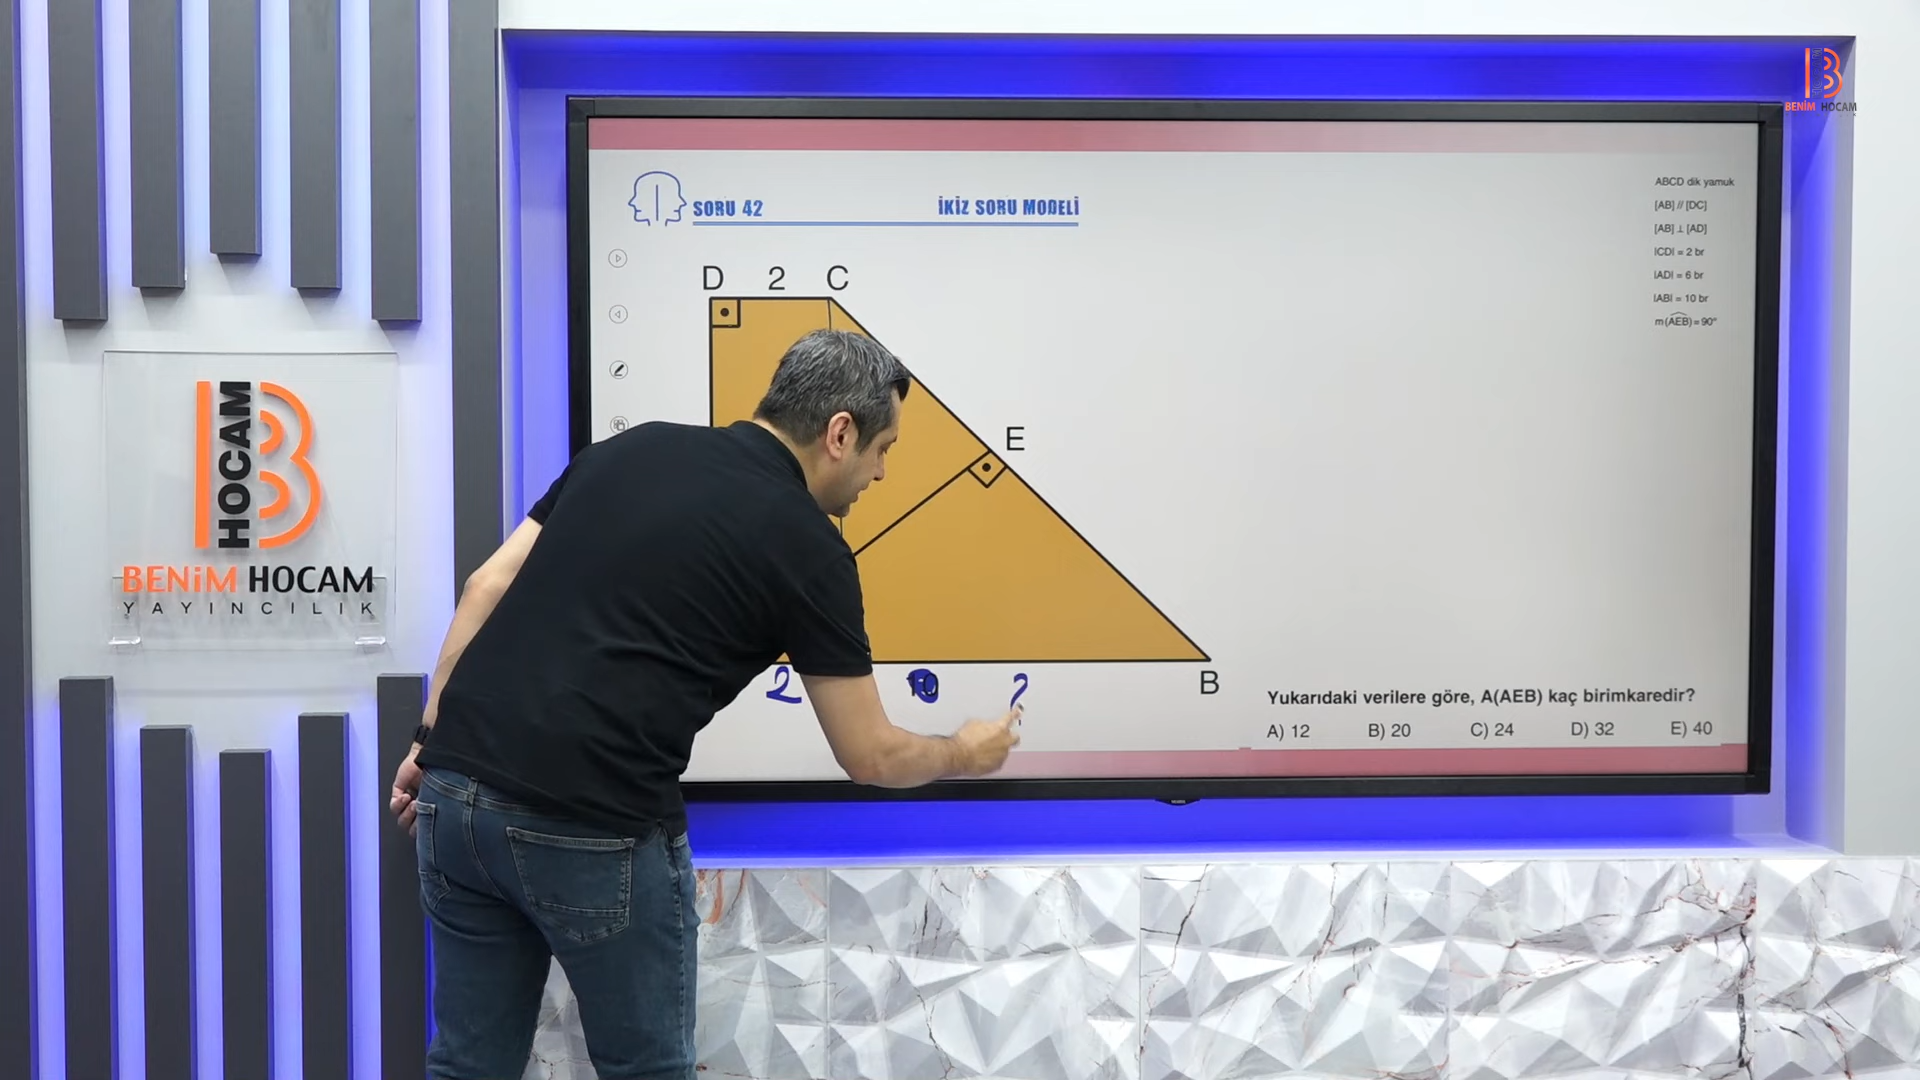 BENİM HOCAM
HOCAM
B
BENiM HOCAM
YAYINCILIK
SORU 42
İKİZ SORU MODELİ
ABCD dik yamuk
[AB] // [DC]
[AB] ⊥ [AD]
|CD| = 2 br
|AD| = 6 br
|AB| = 10 br
m(AEB) = 90°
D 2 C
E
2 10 ?
B
Yukarıdaki verilere göre, A(AEB) kaç birimkaredir?
A) 12 B) 20 C) 24 D) 32 E) 40